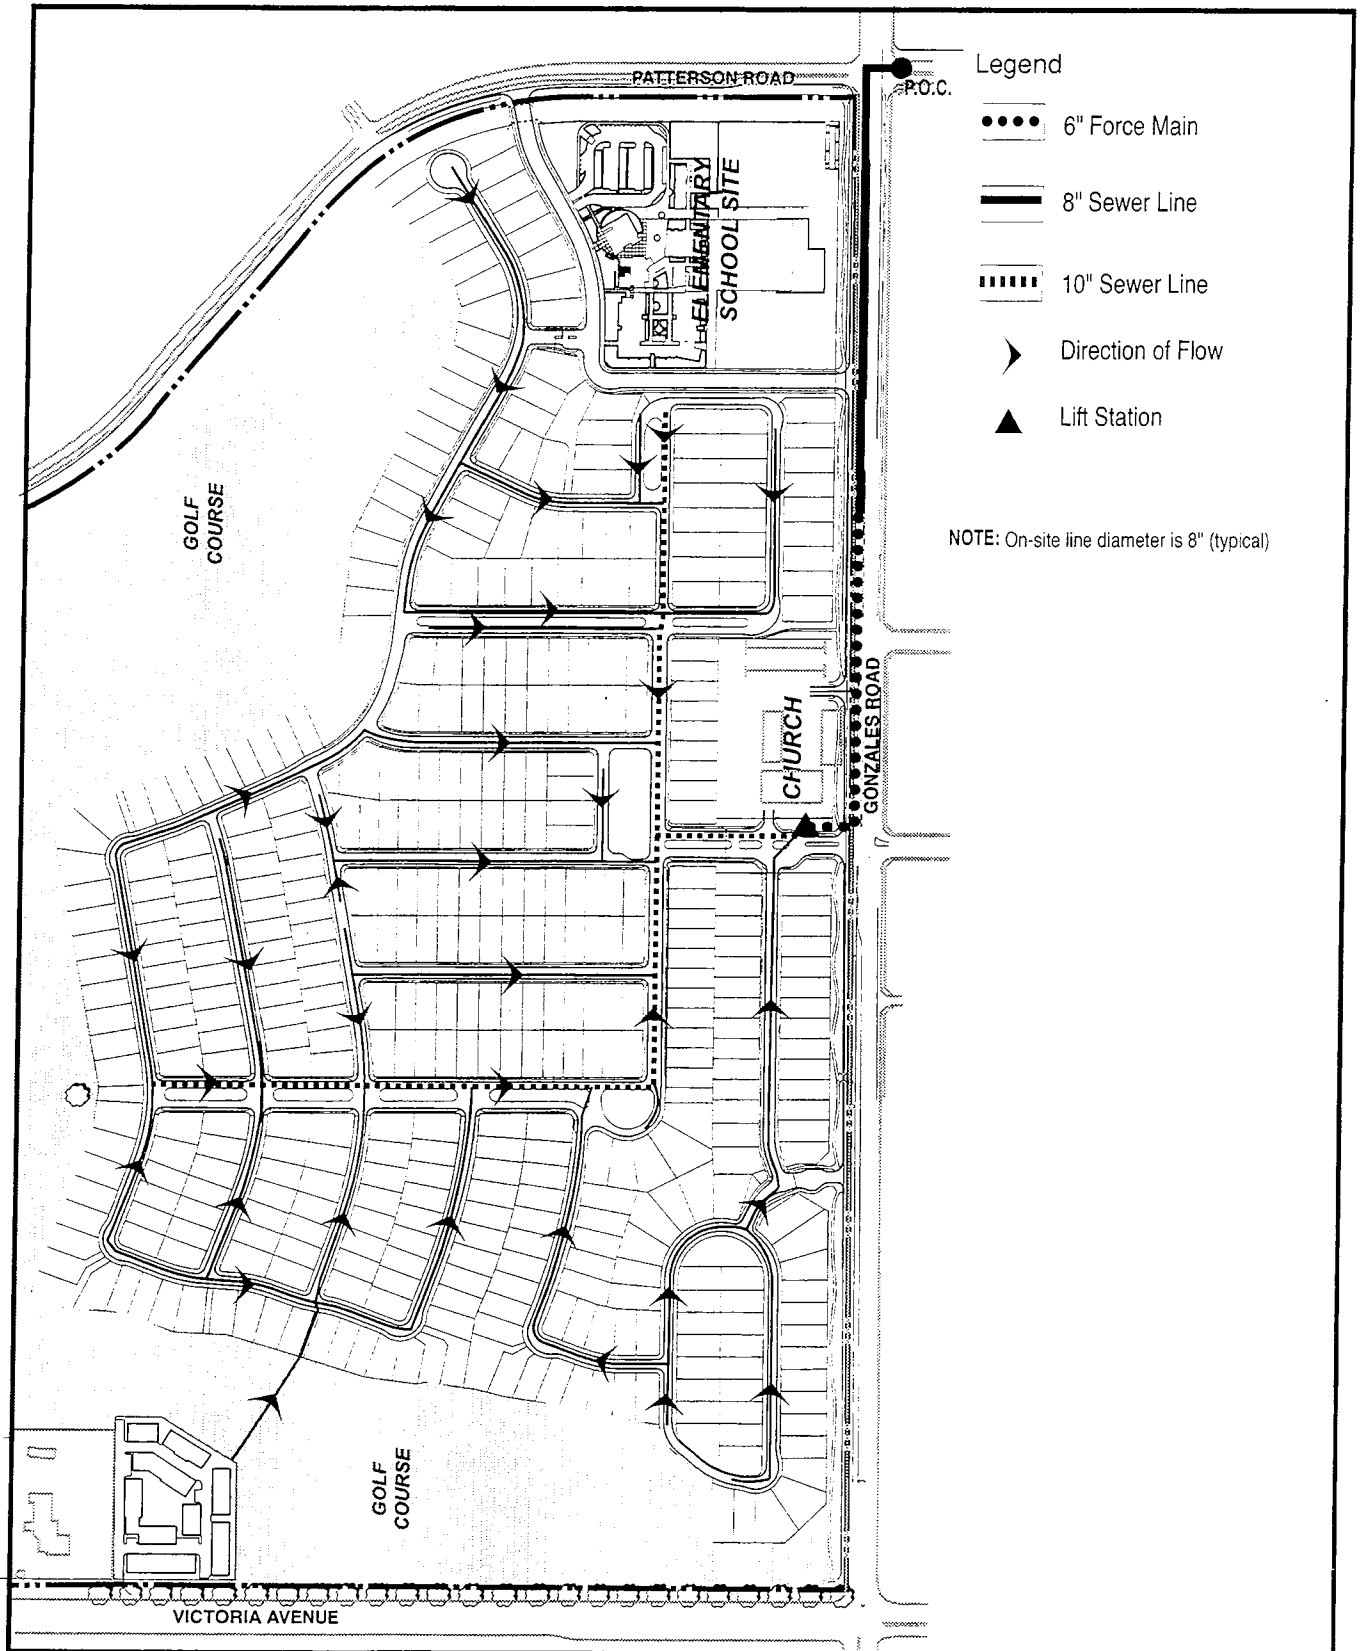 PATTERSON ROAD
P.O.C.
Legend
6" Force Main
8" Sewer Line
10" Sewer Line
Direction of Flow
Lift Station
NOTE: On-site line diameter is 8" (typical)
ELEMENTARY
SCHOOL SITE
GOLF
COURSE
CHURCH
GONZALES ROAD
GOLF
COURSE
VICTORIA AVENUE